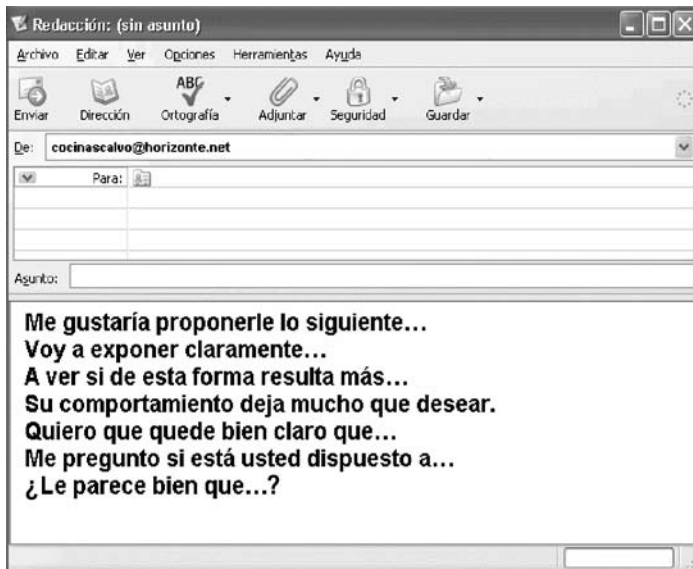 Redacción: (sin asunto)
Archivo Editar Ver Opciones Herramientas Ayuda
ABC
Enviar Dirección Ortografía Adjuntar Seguridad Guardar
De: cocinascalvo@horizonte.net
Para:
Asunto:
Me gustaría proponerle lo siguiente...
Voy a exponer claramente...
A ver si de esta forma resulta más...
Su comportamiento deja mucho que desear.
Quiero que quede bien claro que...
Me pregunto si está usted dispuesto a...
¿Le parece bien que...?